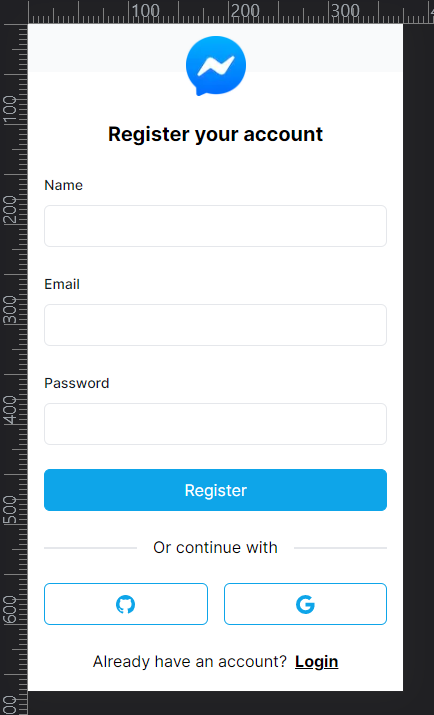 100 200 300
100
200
300
400
500
600
Register your account
Name
Email
Password
Register
Or continue with
Already have an account? Login